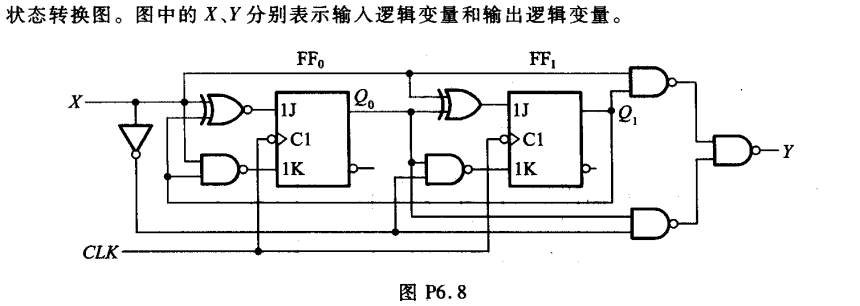 状态转换图。图中的 X、Y 分别表示输入逻辑变量和输出逻辑变量。
FF₀ FF₁
X 1J Q₀ 1J Q₁
C1 C1 Y
1K 1K
CLK
图 P6.8